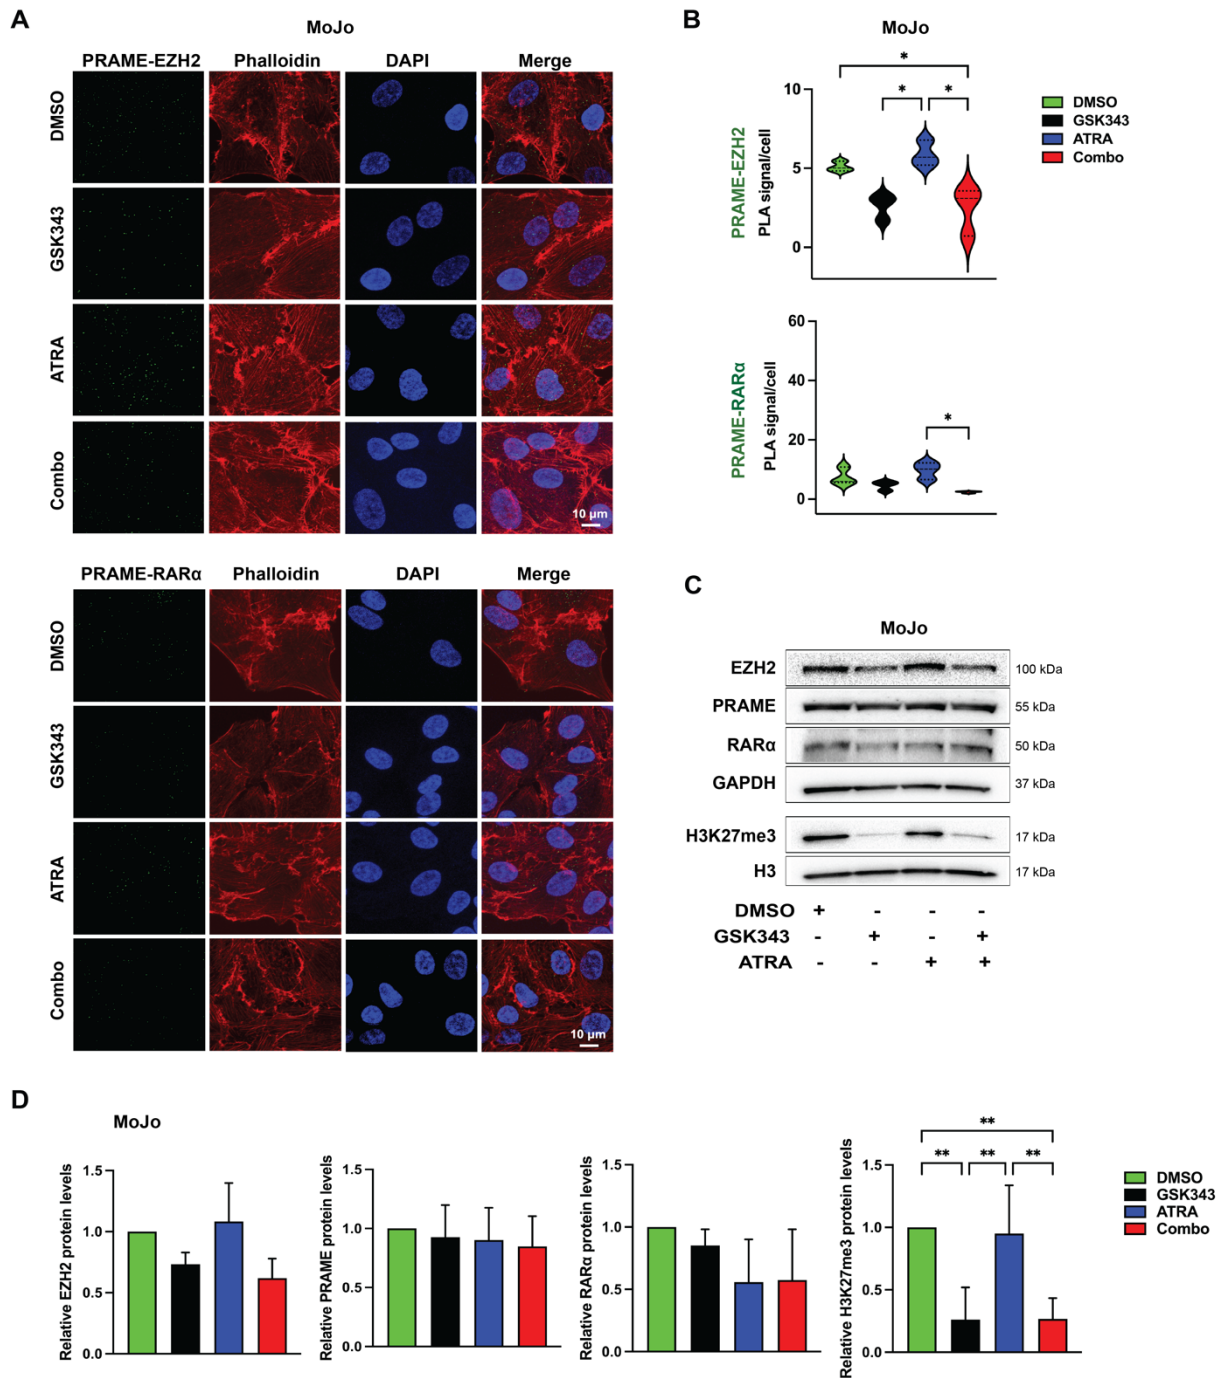 A
MoJo
PRAME-EZH2 Phalloidin DAPI Merge
DMSO
GSK343
ATRA
Combo
10 µm
PRAME-RARα Phalloidin DAPI Merge
DMSO
GSK343
ATRA
Combo
10 µm
B
MoJo
*
* *
10
5
0
PRAME-EZH2
PLA signal/cell
DMSO
GSK343
ATRA
Combo
60
40
20
0
*
PRAME-RARα
PLA signal/cell
C
MoJo
EZH2 100 kDa
PRAME 55 kDa
RARα 50 kDa
GAPDH 37 kDa
H3K27me3 17 kDa
H3 17 kDa
DMSO + - - -
GSK343 - + - +
ATRA - - + +
D
MoJo
Relative EZH2 protein levels
1.5
1.0
0.5
0.0
Relative PRAME protein levels
1.5
1.0
0.5
0.0
Relative RARα protein levels
1.5
1.0
0.5
0.0
Relative H3K27me3 protein levels
1.5
1.0
0.5
0.0
**
** ** **
DMSO
GSK343
ATRA
Combo